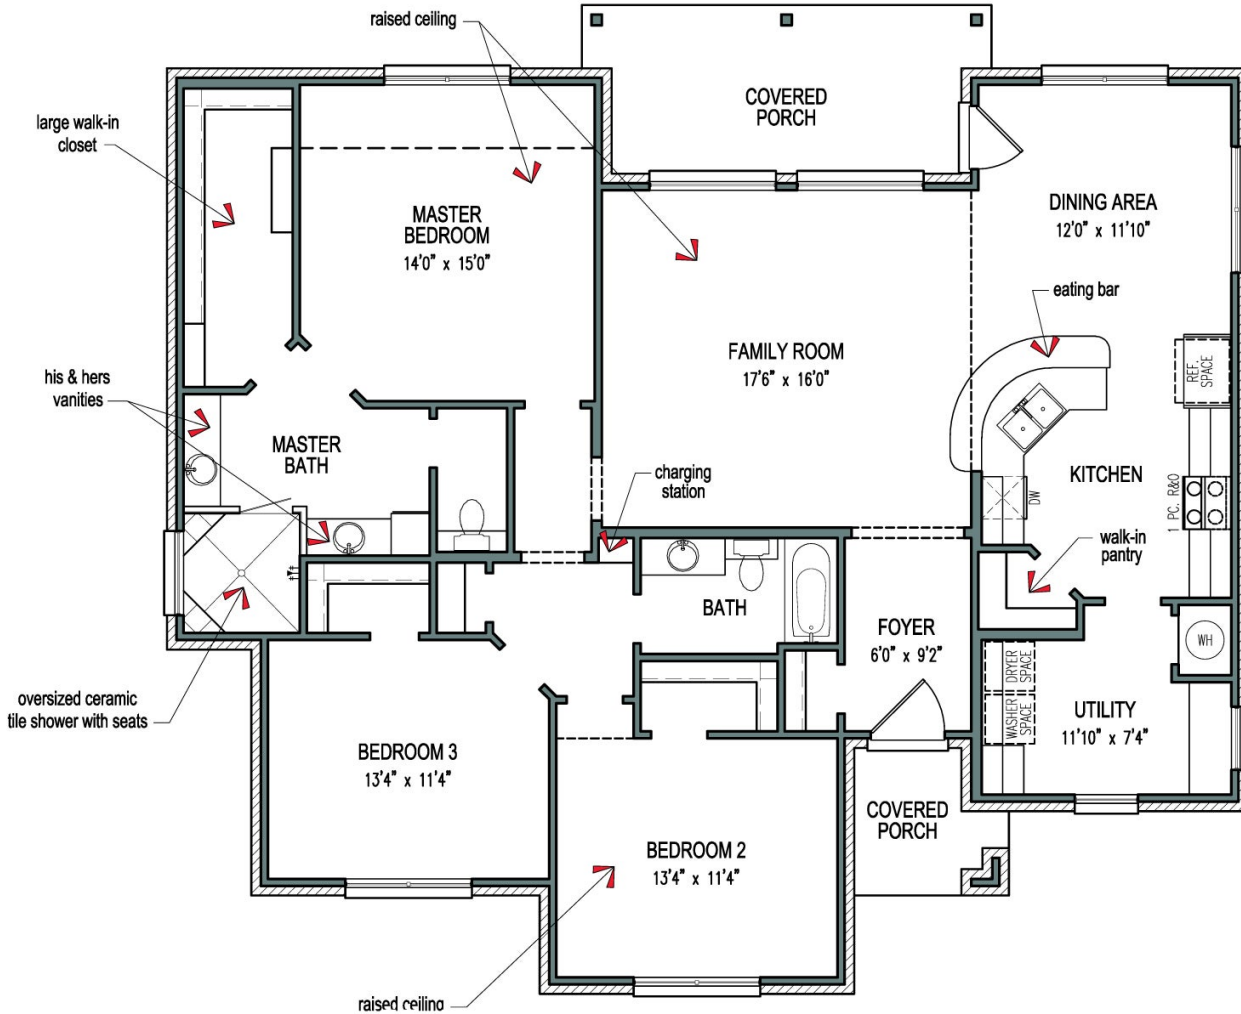 raised ceiling
COVERED
PORCH
large walk-in
closet
MASTER
BEDROOM
14'0" x 15'0"
DINING AREA
12'0" x 11'10"
eating bar
FAMILY ROOM
17'6" x 16'0"
REF.
SPACE
his & hers
vanities
MASTER
BATH
charging
station
KITCHEN
DW
1 PC. R&O
walk-in
pantry
BATH
FOYER
6'0" x 9'2"
WH
DRYER
SPACE
WASHER
SPACE
oversized ceramic
tile shower with seats
UTILITY
11'10" x 7'4"
BEDROOM 3
13'4" x 11'4"
COVERED
PORCH
BEDROOM 2
13'4" x 11'4"
raised ceiling